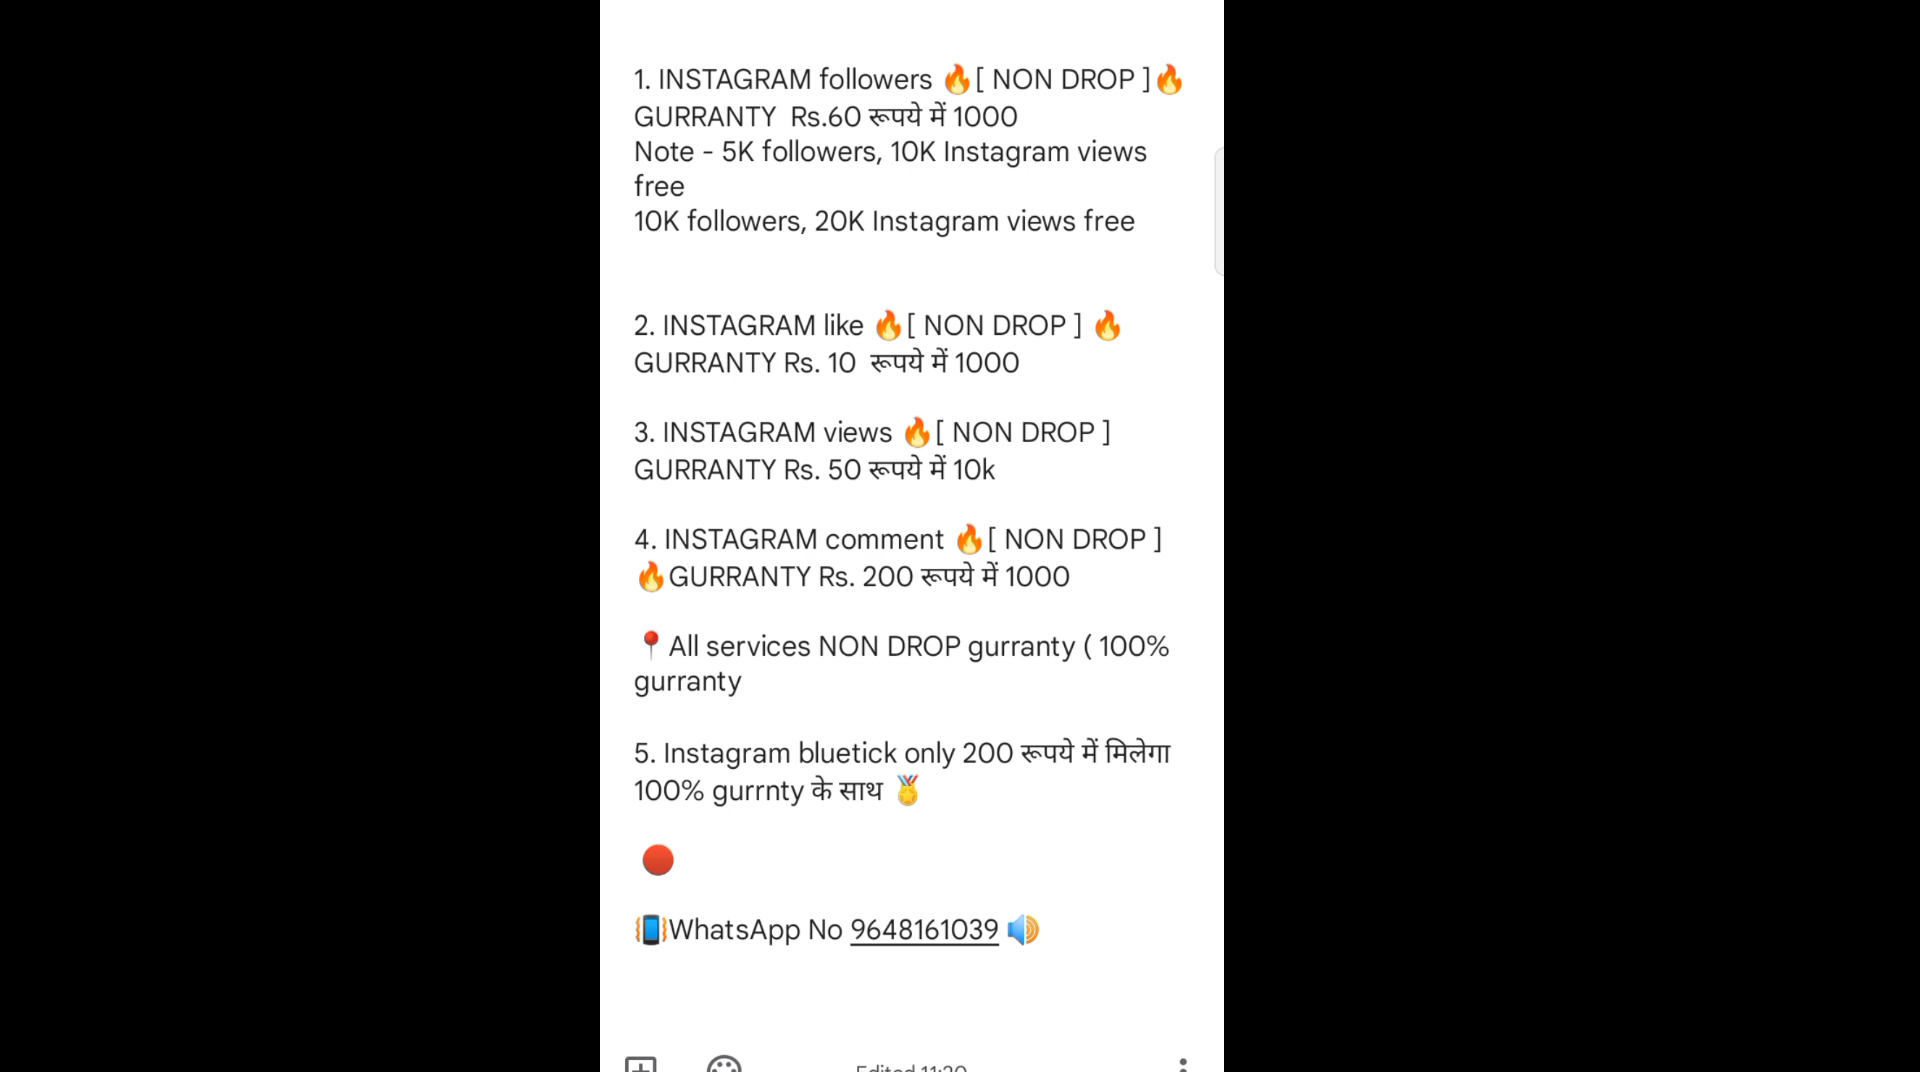 1. INSTAGRAM followers 🔥[ NON DROP ]🔥
GURRANTY Rs.60 रूपये में 1000
Note - 5K followers, 10K Instagram views
free
10K followers, 20K Instagram views free
2. INSTAGRAM like 🔥[ NON DROP ] 🔥
GURRANTY Rs. 10 रूपये में 1000
3. INSTAGRAM views 🔥[ NON DROP ]
GURRANTY Rs. 50 रूपये में 10k
4. INSTAGRAM comment 🔥[ NON DROP ]
🔥GURRANTY Rs. 200 रूपये में 1000
📍All services NON DROP gurranty ( 100%
gurranty
5. Instagram bluetick only 200 रूपये में मिलेगा
100% gurrnty के साथ 🏅
🔴
📳WhatsApp No 9648161039 🔊
Edited 11:20